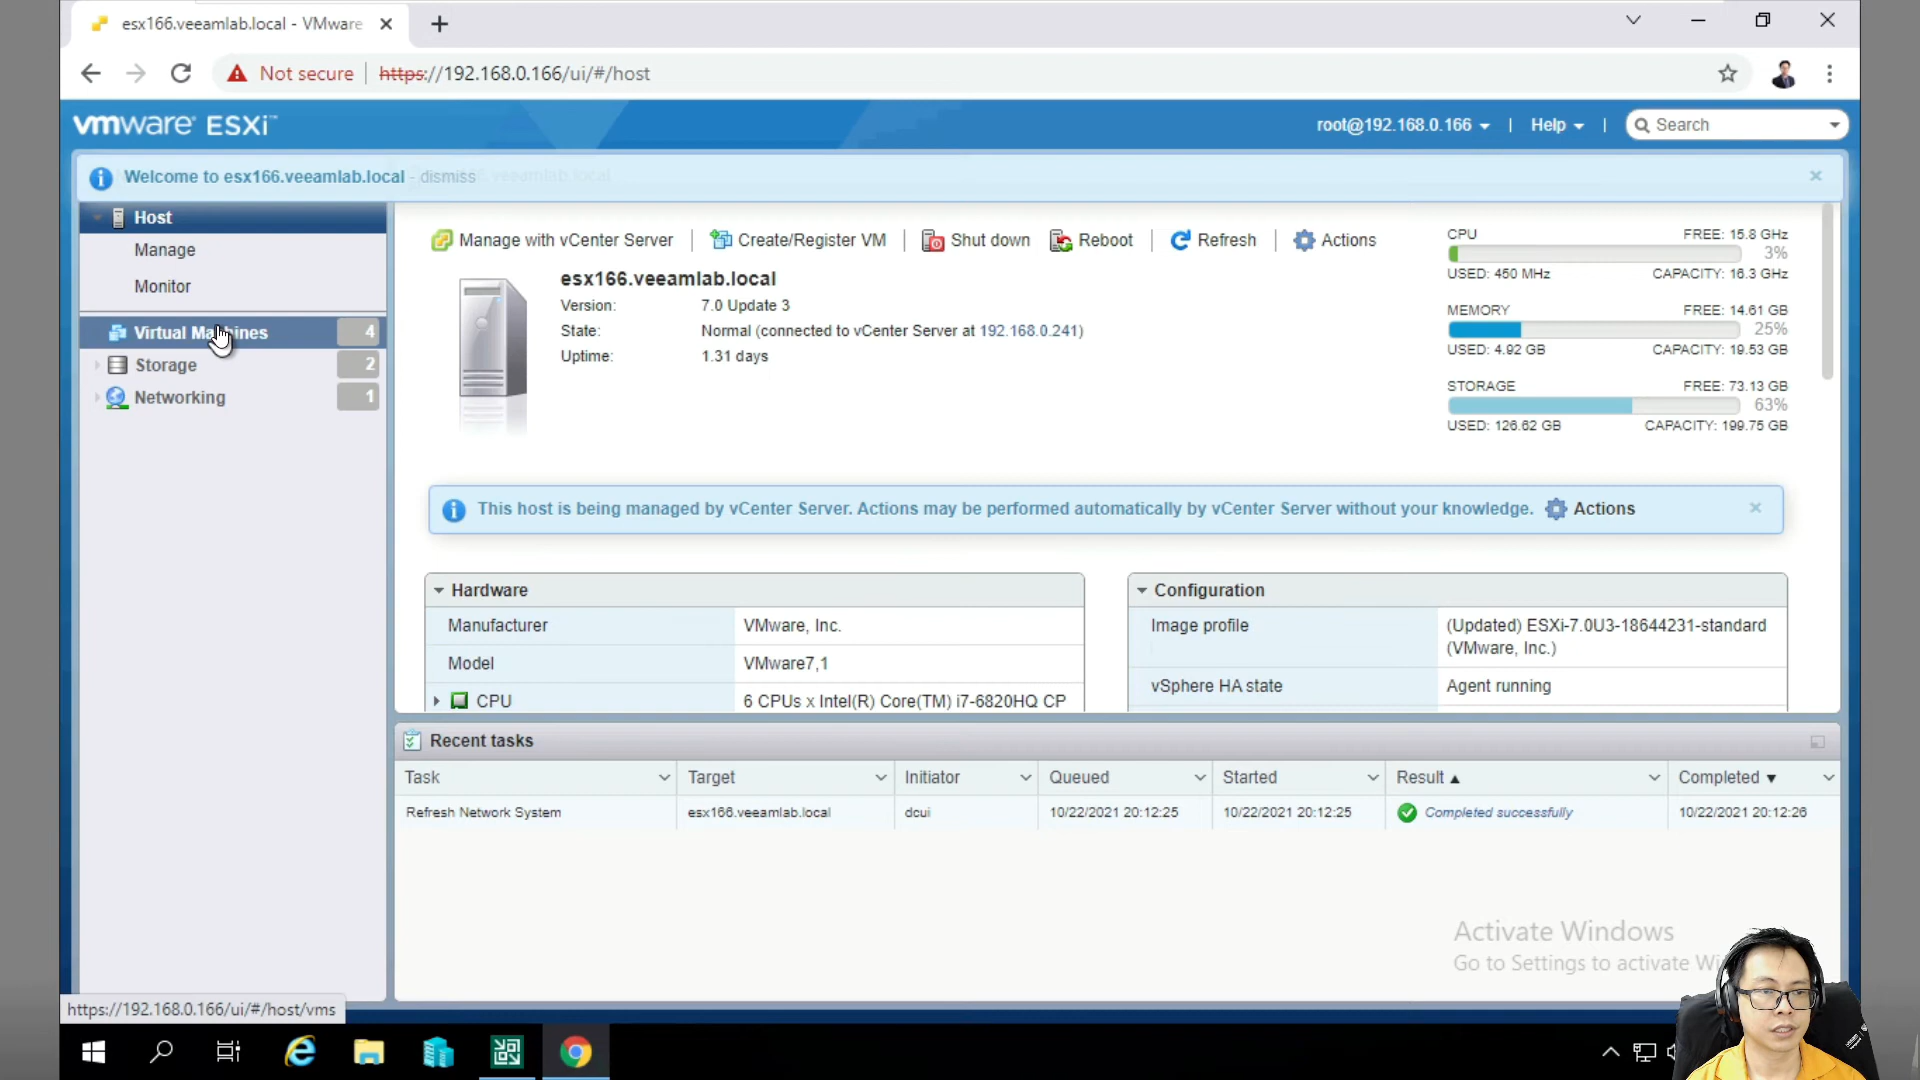 esx166.veeamlab.local - VMware
Not secure https://192.168.0.166/ui/#/host
vmware® ESXi™
root@192.168.0.166 | Help | Search
Welcome to esx166.veeamlab.local - dismiss
Host
Manage
Monitor
Virtual Machines 4
Storage 2
Networking 1
Manage with vCenter Server | Create/Register VM | Shut down Reboot | Refresh | Actions
esx166.veeamlab.local
Version: 7.0 Update 3
State: Normal (connected to vCenter Server at 192.168.0.241)
Uptime: 1.31 days
CPU FREE: 15.8 GHz
3%
USED: 450 MHz CAPACITY: 16.3 GHz
MEMORY FREE: 14.61 GB
25%
USED: 4.92 GB CAPACITY: 19.53 GB
STORAGE FREE: 73.13 GB
63%
USED: 126.62 GB CAPACITY: 199.75 GB
This host is being managed by vCenter Server. Actions may be performed automatically by vCenter Server without your knowledge. Actions
Hardware
Manufacturer VMware, Inc.
Model VMware7,1
CPU 6 CPUs x Intel(R) Core(TM) i7-6820HQ CP
Configuration
Image profile (Updated) ESXi-7.0U3-18644231-standard
(VMware, Inc.)
vSphere HA state Agent running
Recent tasks
Task Target Initiator Queued Started Result ▲ Completed ▼
Refresh Network System esx166.veeamlab.local dcui 10/22/2021 20:12:25 10/22/2021 20:12:25 Completed successfully 10/22/2021 20:12:26
Activate Windows
Go to Settings to activate Wi
https://192.168.0.166/ui/#/host/vms